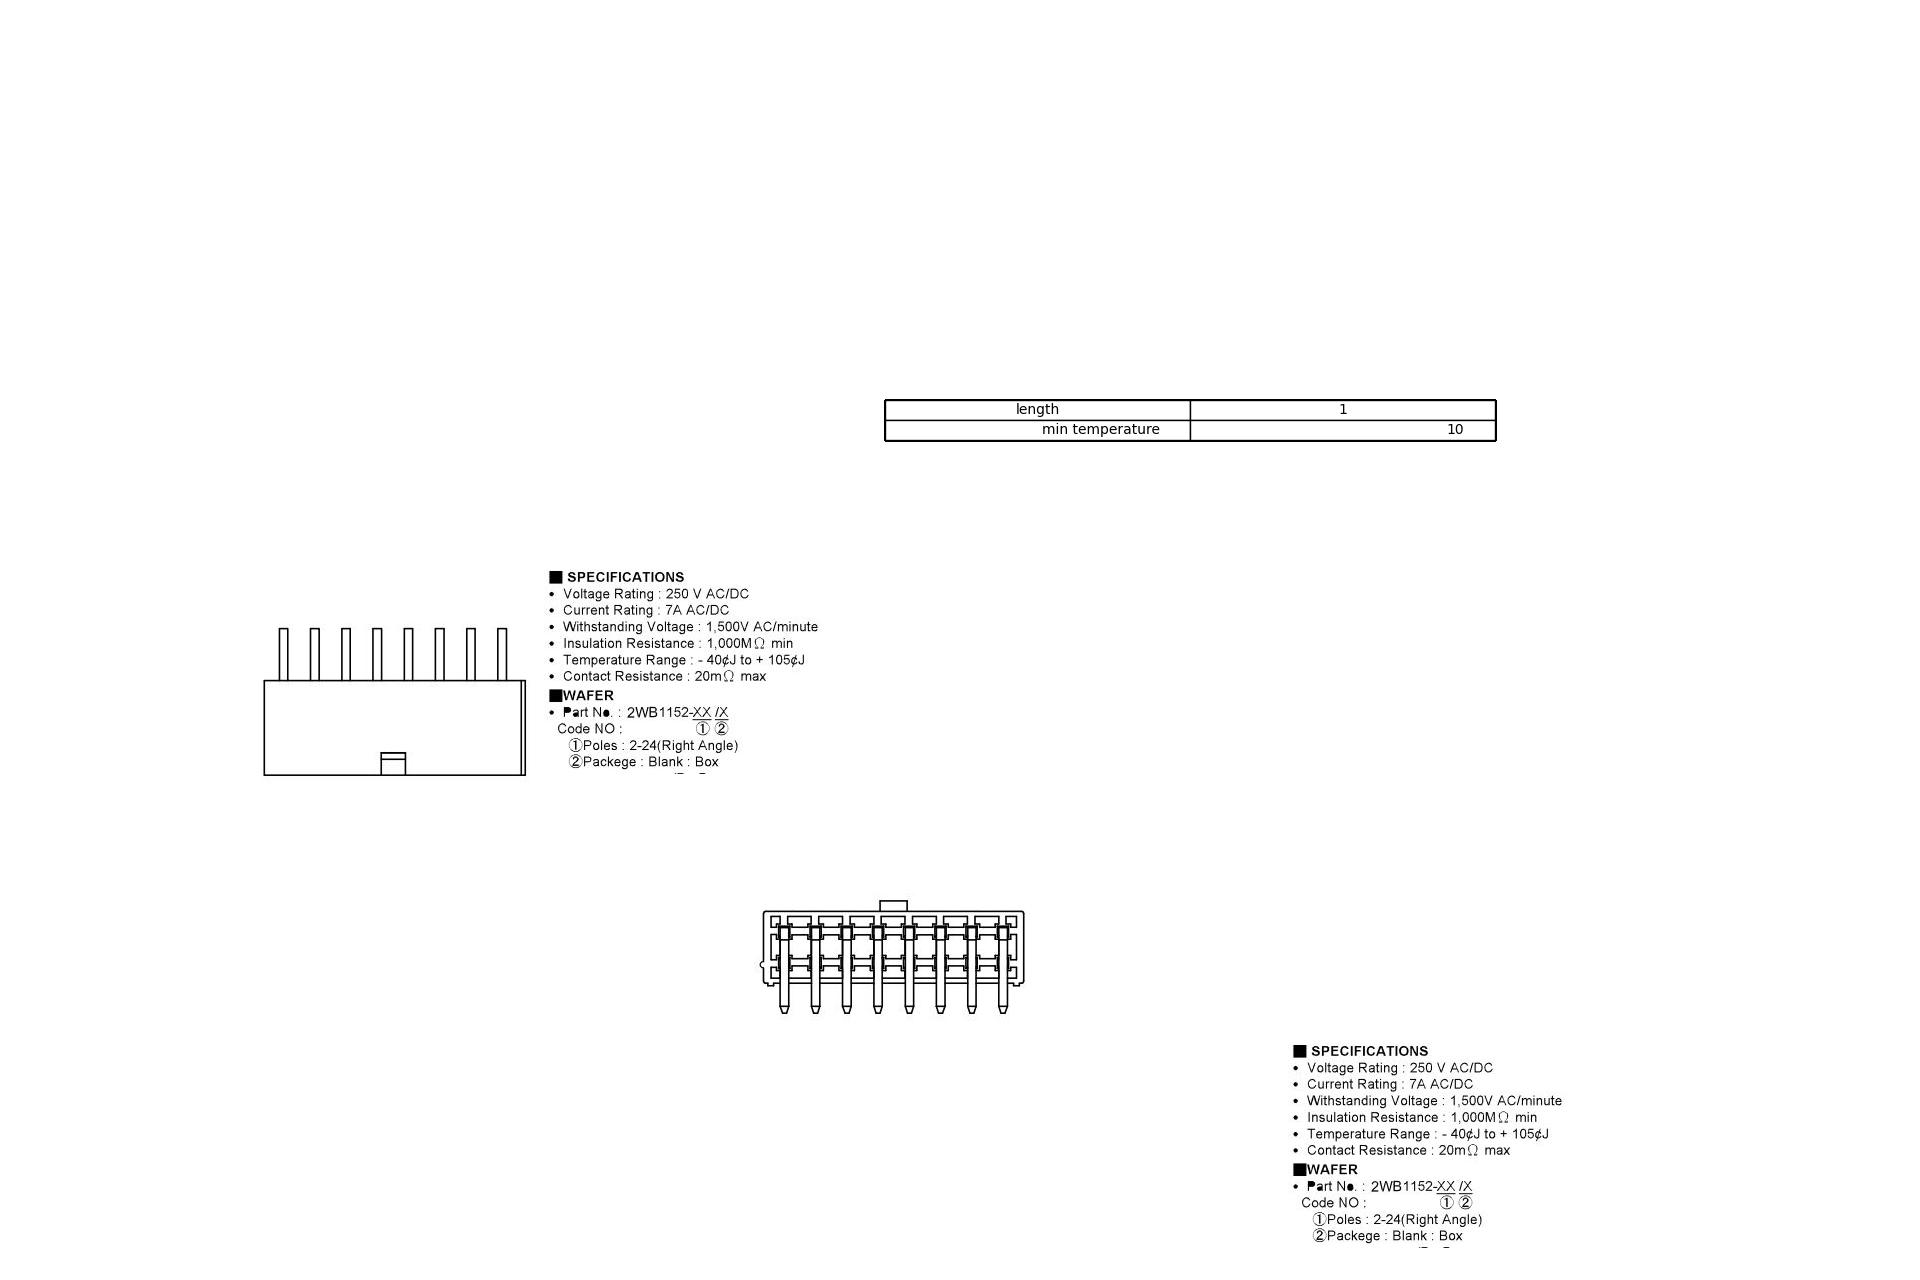 length 1
min temperature 10
■ SPECIFICATIONS
• Voltage Rating : 250 V AC/DC
• Current Rating : 7A AC/DC
• Withstanding Voltage : 1,500V AC/minute
• Insulation Resistance : 1,000MΩ min
• Temperature Range : - 40¢J to + 105¢J
• Contact Resistance : 20mΩ max
■WAFER
• Part No. : 2WB1152-XX /X
Code NO : ① ②
①Poles : 2-24(Right Angle)
②Packege : Blank : Box
■ SPECIFICATIONS
• Voltage Rating : 250 V AC/DC
• Current Rating : 7A AC/DC
• Withstanding Voltage : 1,500V AC/minute
• Insulation Resistance : 1,000MΩ min
• Temperature Range : - 40¢J to + 105¢J
• Contact Resistance : 20mΩ max
■WAFER
• Part No. : 2WB1152-XX /X
Code NO : ① ②
①Poles : 2-24(Right Angle)
②Packege : Blank : Box